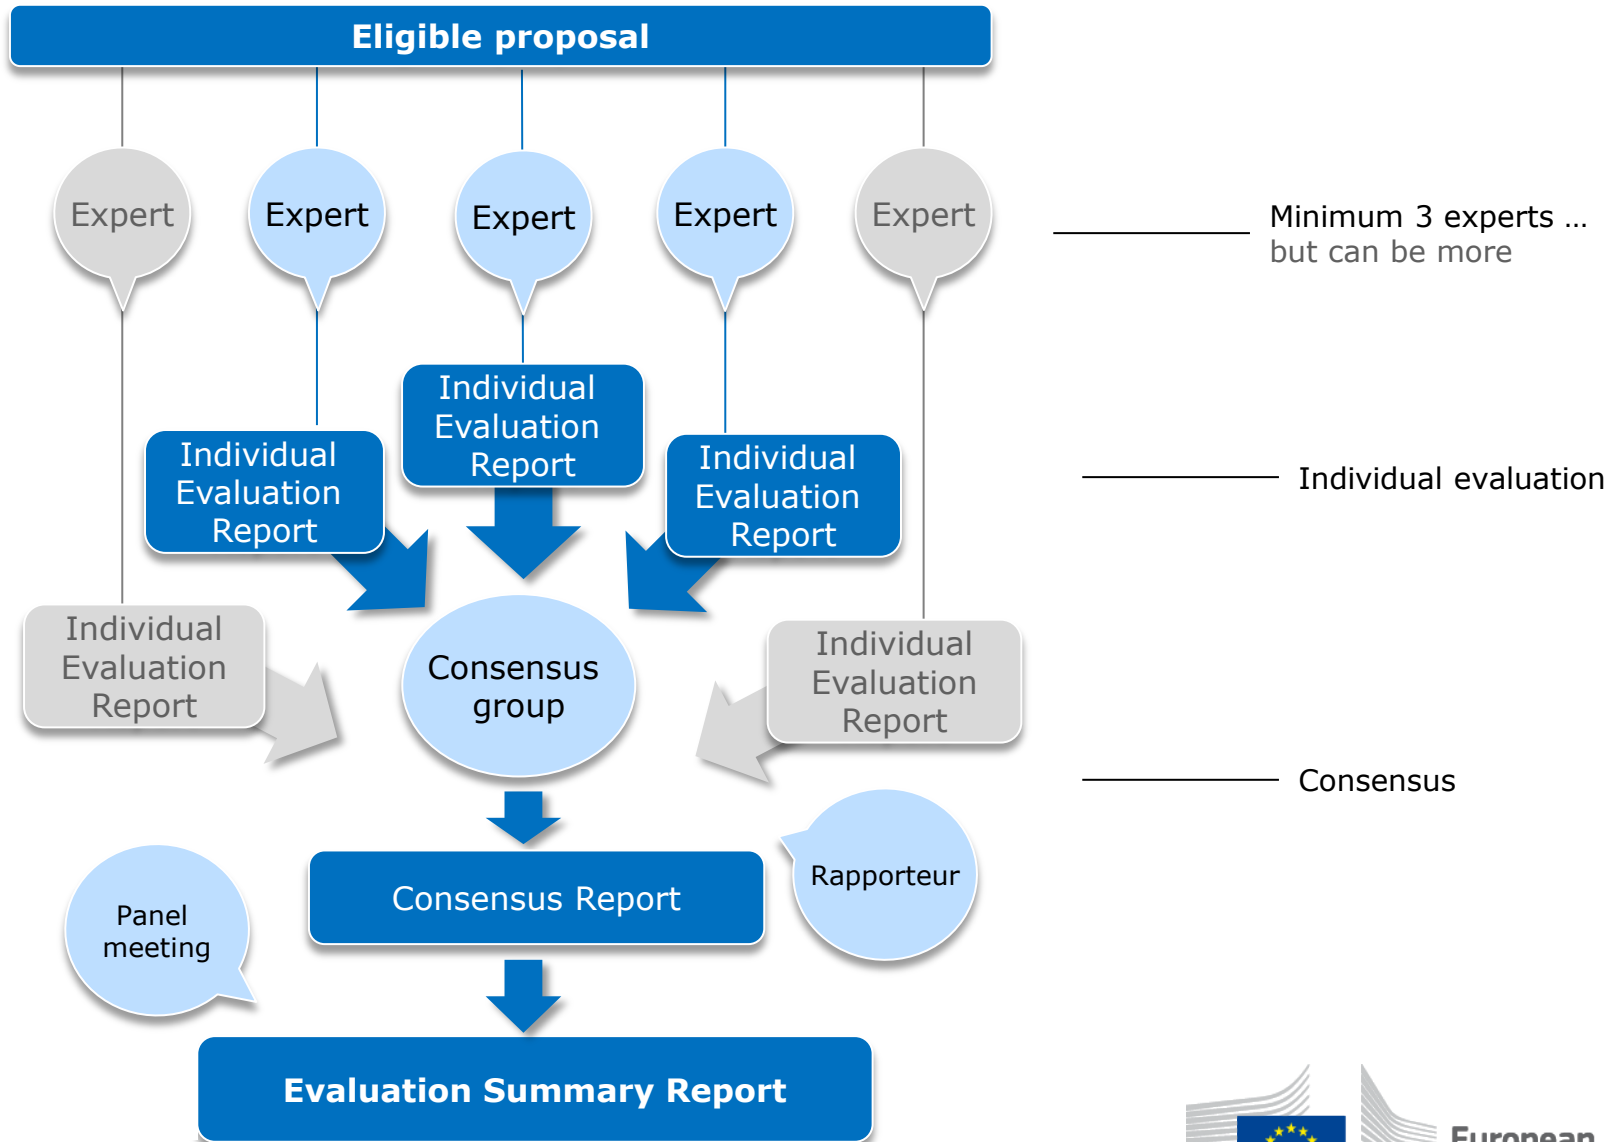 Eligible proposal
Expert
Expert
Expert
Expert
Expert
Minimum 3 experts …
but can be more
Individual
Evaluation
Report
Individual
Evaluation
Report
Individual
Evaluation
Report
Individual evaluation
Individual
Evaluation
Report
Consensus
group
Individual
Evaluation
Report
Consensus
Rapporteur
Consensus Report
Panel
meeting
Evaluation Summary Report
European